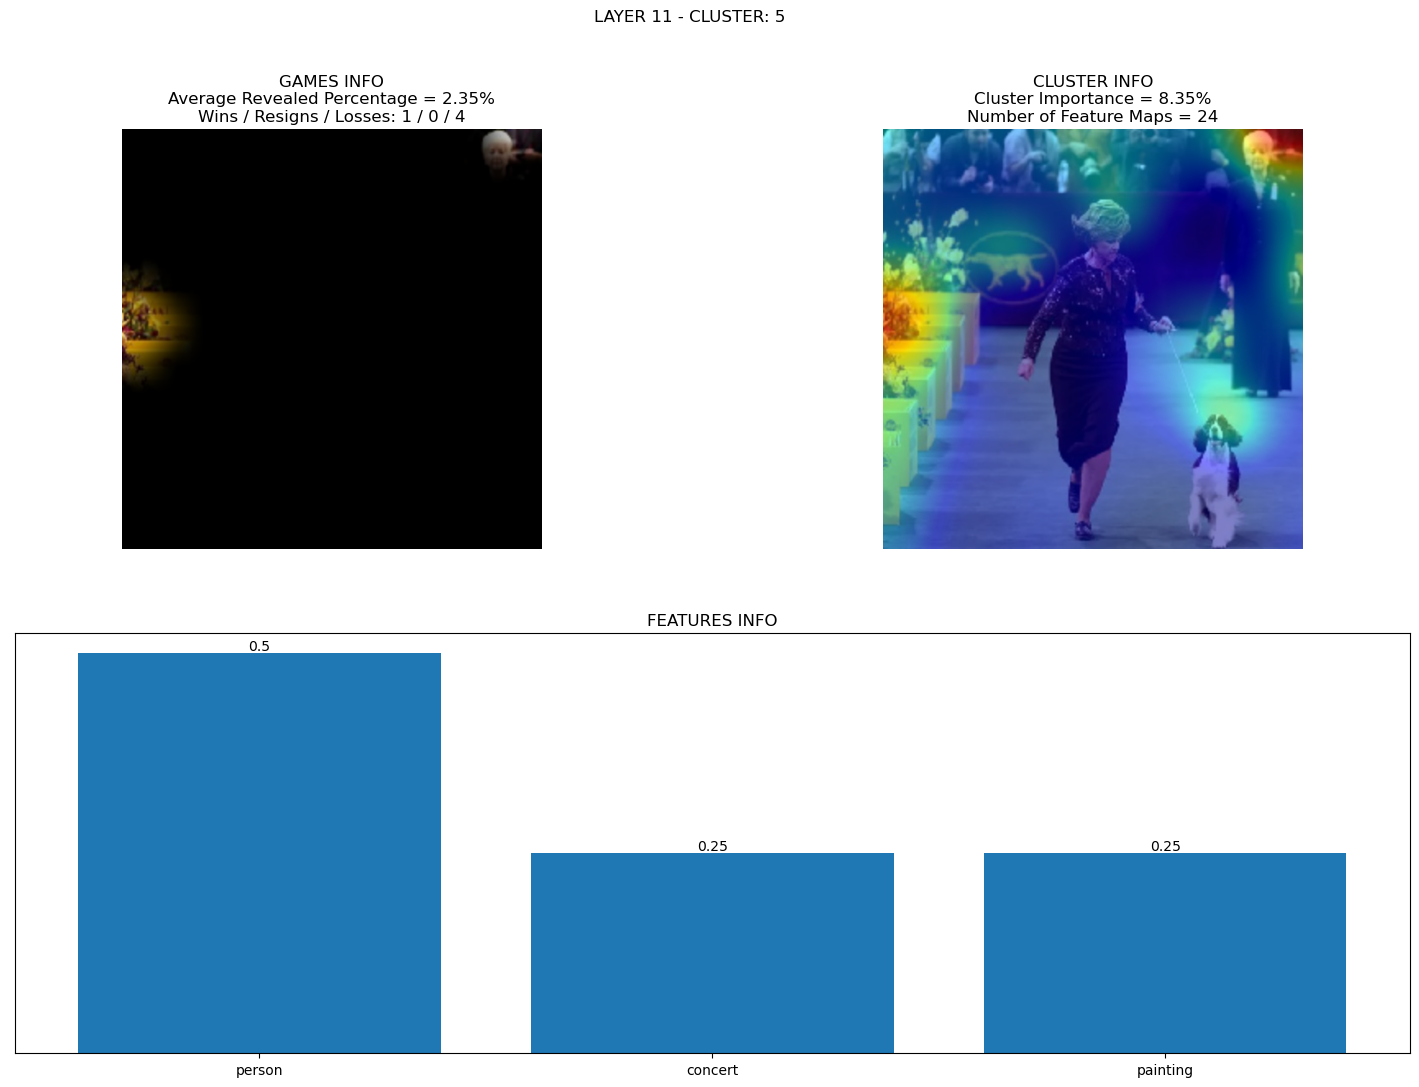 LAYER 11 - CLUSTER: 5
GAMES INFO
Average Revealed Percentage = 2.35%
Wins / Resigns / Losses: 1 / 0 / 4
CLUSTER INFO
Cluster Importance = 8.35%
Number of Feature Maps = 24
FEATURES INFO
0.5
0.25
0.25
person
concert
painting